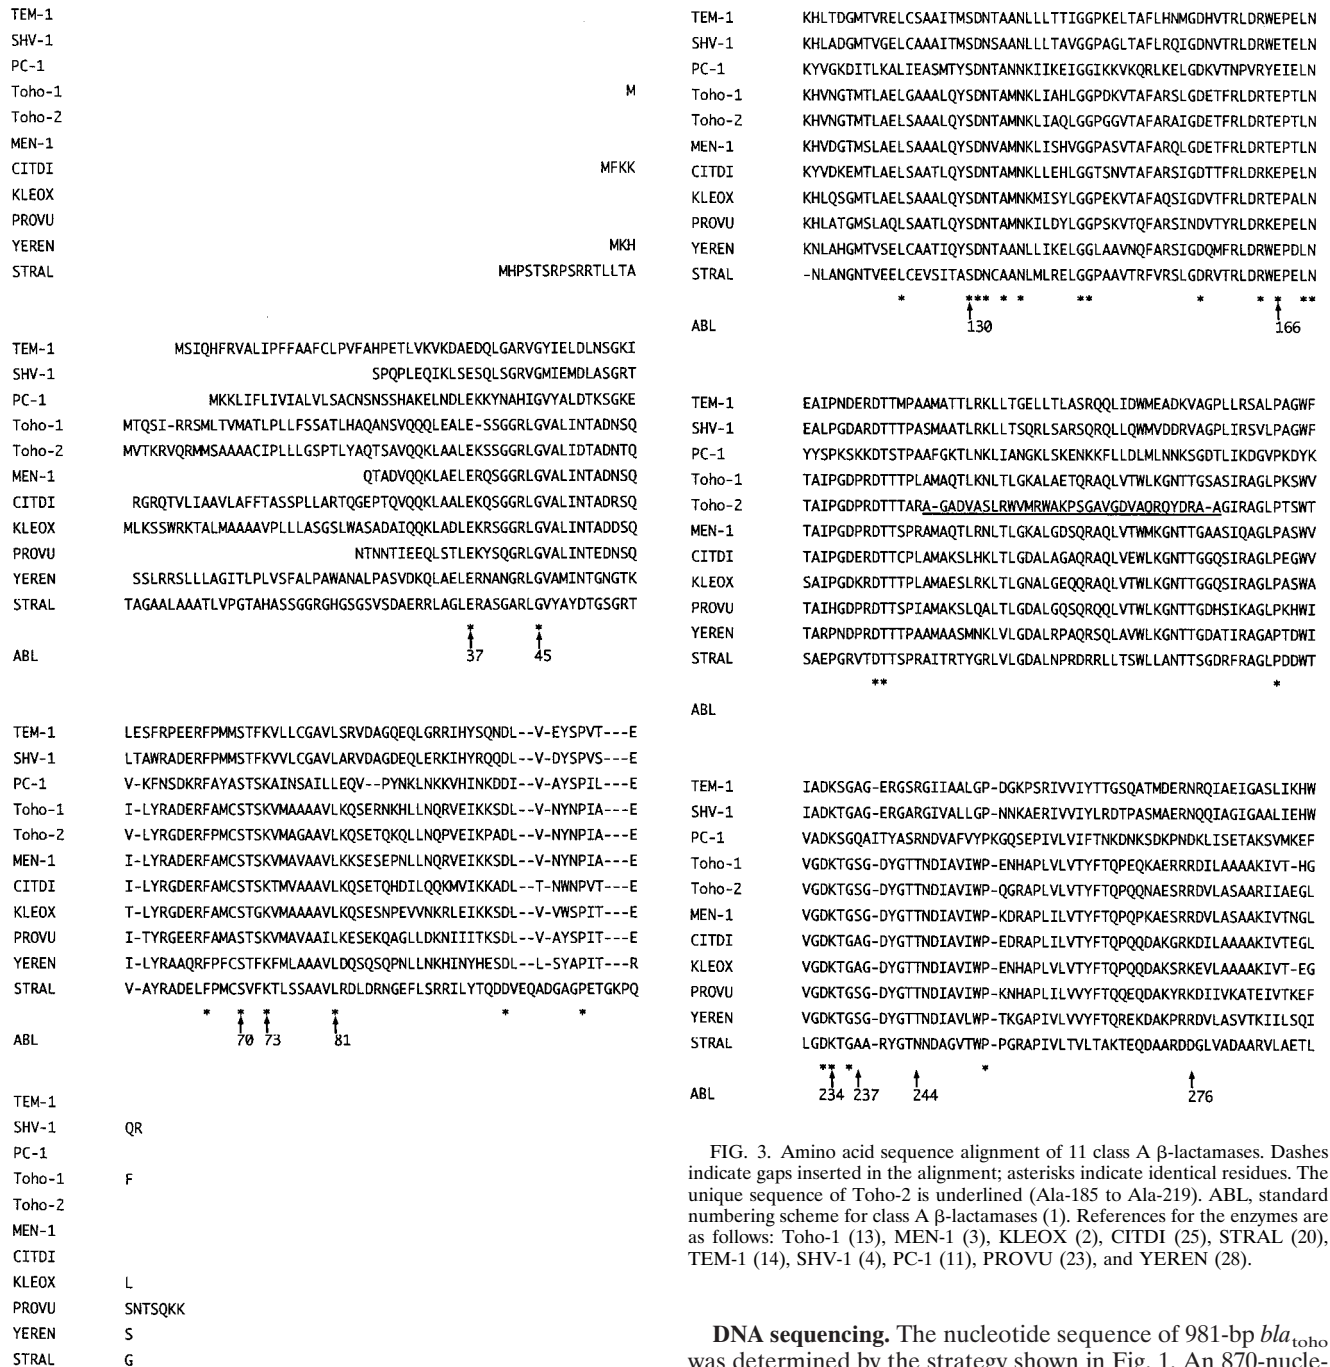 TEM-1
SHV-1
PC-1
Toho-1 M
Toho-2
MEN-1
CITDI MFKK
KLEOX
PROVU
YEREN MKH
STRAL MHPSTSRPSRRTLLTA
TEM-1 MSIQHFRVALIPFFAAFCLPVFAHPETLVKVKDAEDQLGARVGYIELDLNSGKI
SHV-1 SPQPLEQIKLSESQLSGRVGMIEMDLASGRT
PC-1 MKKLIFLIVIALVLSACNSNSSHAKELNDLEKKYNAHIGVYALDTKSGKE
Toho-1 MTQSI-RRSMLTVMATLPLLFSSATLHAQANSVQQQLEALE-SSGGRLGVALINTADNSQ
Toho-2 MVTKRVQRMMSAAAACIPLLLGSPTLYAQTSAVQQKLAALEKSSGGRLGVALIDTADNTQ
MEN-1 QTADVQQKLAELERQSGGRLGVALINTADNSQ
CITDI RGRQTVLIAAVLAFFTASSPLLARTQGEPTQVQQKLAALEKQSGGRLGVALINTADRSQ
KLEOX MLKSSWRKTALMAAAAVPLLLASGSLWASADAIQQKLADLEKRSGGRLGVALINTADDSQ
PROVU NTNNTIEEQLSTLEKYSQGRLGVALINTEDNSQ
YEREN SSLRRSLLLAGITLPLVSFALPAWANALPASVDKQLAELERNANGRLGVAMINTGNGTK
STRAL TAGAALAAATLVPGTAHASSGGRGHGSGSVSDAERRLAGLERASGARLGVYAYDTGSGRT
* *
ABL 37 45
TEM-1 LESFRPEERFPMMSTFKVLLCGAVLSRVDAGQEQLGRRIHYSQNDL--V-EYSPVT---E
SHV-1 LTAWRADERFPMMSTFKVVLCGAVLARVDAGDEQLERKIHYRQQDL--V-DYSPVS---E
PC-1 V-KFNSDKRFAYASTSKAINSAILLEQV--PYNKLNKKVHINKDDI--V-AYSPIL---E
Toho-1 I-LYRADERFAMCSTSKVMAAAAVLKQSERNKHLLNQRVEIKKSDL--V-NYNPIA---E
Toho-2 V-LYRGDERFPMCSTSKVMAGAAVLKQSETQKQLLNQPVEIKPADL--V-NYNPIA---E
MEN-1 I-LYRADERFAMCSTSKVMAVAAVLKKSESEPNLLNQRVEIKKSDL--V-NYNPIA---E
CITDI I-LYRGDERFAMCSTSKTMVAAAVLKQSETQHDILQQKMVIKKADL--T-NWNPVT---E
KLEOX T-LYRGDERFAMCSTGKVMAAAAVLKQSESNPEVVNKRLEIKKSDL--V-VWSPIT---E
PROVU I-TYRGEERFAMASTSKVMAVAAILKESEKQAGLLDKNIIITKSDL--V-AYSPIT---E
YEREN I-LYRAAQRFPFCSTFKFMLAAAVLDQSQSQPNLLNKHINYHESDL--L-SYAPIT---R
STRAL V-AYRADELFPMCSVFKTLSSAAVLRDLDRNGEFLSRRILYTQDDVEQADGAGPETGKPQ
* * * * * *
ABL 70 73 81
TEM-1
SHV-1 QR
PC-1
Toho-1 F
Toho-2
MEN-1
CITDI
KLEOX L
PROVU SNTSQKK
YEREN S
STRAL G
TEM-1 KHLTDGMTVRELCSAAITMSDNTAANLLLTTIGGPKELTAFLHNMGDHVTRLDRWEPELN
SHV-1 KHLADGMTVGELCAAAITMSDNSAANLLLTAVGGPAGLTAFLRQIGDNVTRLDRWETELN
PC-1 KYVGKDITLKALIEASMTYSDNTANNKIIKEIGGIKKVKQRLKELGDKVTNPVRYEIELN
Toho-1 KHVNGTMTLAELGAAALQYSDNTAMNKLIAHLGGPDKVTAFARSLGDETFRLDRTEPTLN
Toho-2 KHVNGTMTLAELSAAALQYSDNTAMNKLIAQLGGPGGVTAFARAIGDETFRLDRTEPTLN
MEN-1 KHVDGTMSLAELSAAALQYSDNVAMNKLISHVGGPASVTAFARQLGDETFRLDRTEPTLN
CITDI KYVDKEMTLAELSAATLQYSDNTAMNKLLEHLGGTSNVTAFARSIGDTTFRLDRKEPELN
KLEOX KHLQSGMTLAELSAAALQYSDNTAMNKMISYLGGPEKVTAFAQSIGDVTFRLDRTEPALN
PROVU KHLATGMSLAQLSAATLQYSDNTAMNKILDYLGGPSKVTQFARSINDVTYRLDRKEPELN
YEREN KNLAHGMTVSELCAATIQYSDNTAANLLIKELGGLAAVNQFARSIGDQMFRLDRWEPDLN
STRAL -NLANGNTVEELCEVSITASDNCAANLMLRELGGPAAVTRFVRSLGDRVTRLDRWEPELN
* *** * * ** * * * **
ABL 130 166
TEM-1 EAIPNDERDTTMPAAMATTLRKLLTGELLTLASRQQLIDWMEADKVAGPLLRSALPAGWF
SHV-1 EALPGDARDTTTPASMAATLRKLLTSQRLSARSQRQLLQWMVDDRVAGPLIRSVLPAGWF
PC-1 YYSPKSKKDTSTPAAFGKTLNKLIANGKLSKENKKFLLDLMLNNKSGDTLIKDGVPKDYK
Toho-1 TAIPGDPRDTTTPLAMAQTLKNLTLGKALAETQRAQLVTWLKGNTTGSASIRAGLPKSWV
Toho-2 TAIPGDPRDTTTARA-GADVASLRWVMRWAKPSGAVGDVAQRQYDRA-AGIRAGLPTSWT
MEN-1 TAIPGDPRDTTSPRAMAQTLRNLTLGKALGDSQRAQLVTWMKGNTTGAASIQAGLPASWV
CITDI TAIPGDERDTTCPLAMAKSLHKLTLGDALAGAQRAQLVEWLKGNTTGGQSIRAGLPEGWV
KLEOX SAIPGDKRDTTTPLAMAESLRKLTLGNALGEQQRAQLVTWLKGNTTGGQSIRAGLPASWA
PROVU TAIHGDPRDTTSPIAMAKSLQALTLGDALGQSQRQQLVTWLKGNTTGDHSIKAGLPKHWI
YEREN TARPNDPRDTTTPAAMAASMNKLVLGDALRPAQRSQLAVWLKGNTTGDATIRAGAPTDWI
STRAL SAEPGRVTDTTSPRAITRTYGRLVLGDALNPRDRRLLTSWLLANTTSGDRFRAGLPDDWT
** *
ABL
TEM-1 IADKSGAG-ERGSRGIIAALGP-DGKPSRIVVIYTTGSQATMDERNRQIAEIGASLIKHW
SHV-1 IADKTGAG-ERGARGIVALLGP-NNKAERIVVIYLRDTPASMAERNQQIAGIGAALIEHW
PC-1 VADKSGQAITYASRNDVAFVYPKGQSEPIVLVIFTNKDNKSDKPNDKLISETAKSVMKEF
Toho-1 VGDKTGSG-DYGTTNDIAVIWP-ENHAPLVLVTYFTQPEQKAERRRDILAAAAKIVT-HG
Toho-2 VGDKTGSG-DYGTTNDIAVIWP-QGRAPLVLVTYFTQPQQNAESRRDVLASAARIIAEGL
MEN-1 VGDKTGSG-DYGTTNDIAVIWP-KDRAPLILVTYFTQPQPKAESRRDVLASAAKIVTNGL
CITDI VGDKTGAG-DYGTTNDIAVIWP-EDRAPLILVTYFTQPQQDAKGRKDILAAAAKIVTEGL
KLEOX VGDKTGAG-DYGTTNDIAVIWP-ENHAPLVLVTYFTQPQQDAKSRKEVLAAAAKIVT-EG
PROVU VGDKTGSG-DYGTTNDIAVIWP-KNHAPLILVVYFTQQEQDAKYRKDIIVKATEIVTKEF
YEREN VGDKTGSG-DYGTTNDIAVLWP-TKGAPIVLVVYFTQREKDAKPRRDVLASVTKIILSQI
STRAL LGDKTGAA-RYGTNNDAGVTWP-PGRAPIVLTVLTAKTEQDAARDDGLVADAARVLAETL
** * *
ABL 234 237 244 276
FIG. 3. Amino acid sequence alignment of 11 class A β-lactamases. Dashes
indicate gaps inserted in the alignment; asterisks indicate identical residues. The
unique sequence of Toho-2 is underlined (Ala-185 to Ala-219). ABL, standard
numbering scheme for class A β-lactamases (1). References for the enzymes are
as follows: Toho-1 (13), MEN-1 (3), KLEOX (2), CITDI (25), STRAL (20),
TEM-1 (14), SHV-1 (4), PC-1 (11), PROVU (23), and YEREN (28).
DNA sequencing. The nucleotide sequence of 981-bp bla_toho
was determined by the strategy shown in Fig. 1. An 870-nucle-